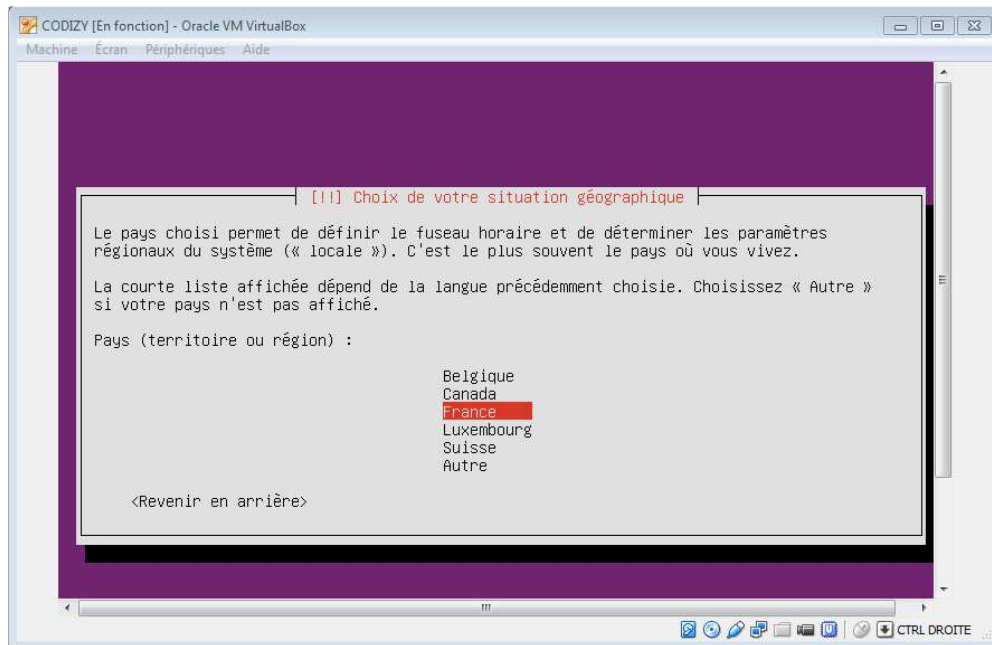 CODIZY [En fonction] - Oracle VM VirtualBox
Machine Écran Périphériques Aide
[!!] Choix de votre situation géographique
Le pays choisi permet de définir le fuseau horaire et de déterminer les paramètres
régionaux du système (« locale »). C'est le plus souvent le pays où vous vivez.
La courte liste affichée dépend de la langue précédemment choisie. Choisissez « Autre »
si votre pays n'est pas affiché.
Pays (territoire ou région) :
Belgique
Canada
France
Luxembourg
Suisse
Autre
<Revenir en arrière>
CTRL DROITE